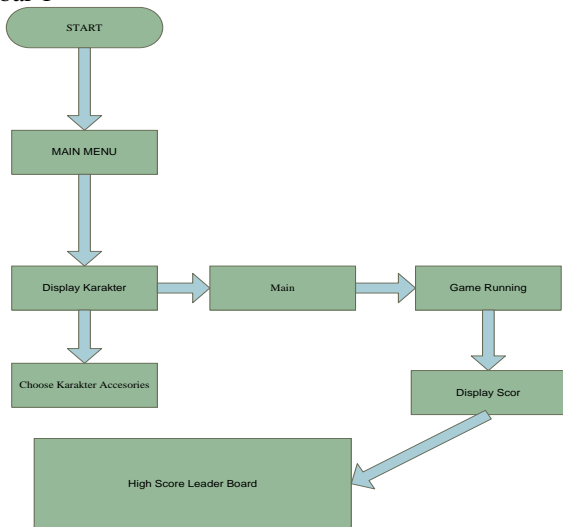 START
MAIN MENU
Display Karakter
Main
Game Running
Choose Karakter Accesories
Display Scor
High Score Leader Board